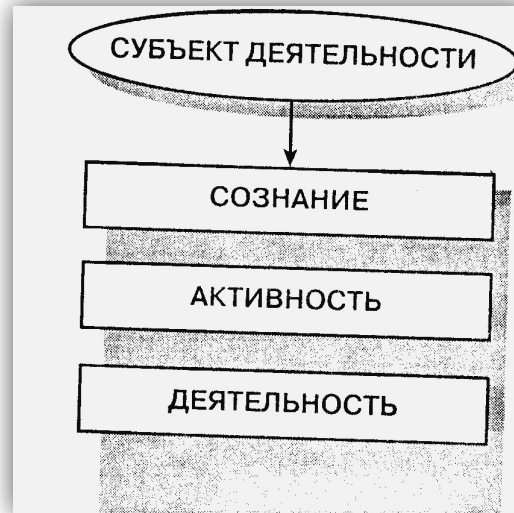 СУБЪЕКТ ДЕЯТЕЛЬНОСТИ
СОЗНАНИЕ
АКТИВНОСТЬ
ДЕЯТЕЛЬНОСТЬ